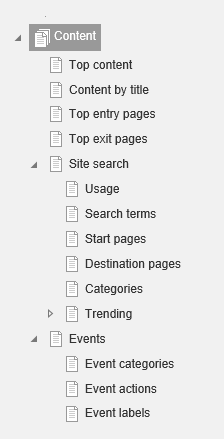 Content
Top content
Content by title
Top entry pages
Top exit pages
Site search
Usage
Search terms
Start pages
Destination pages
Categories
Trending
Events
Event categories
Event actions
Event labels